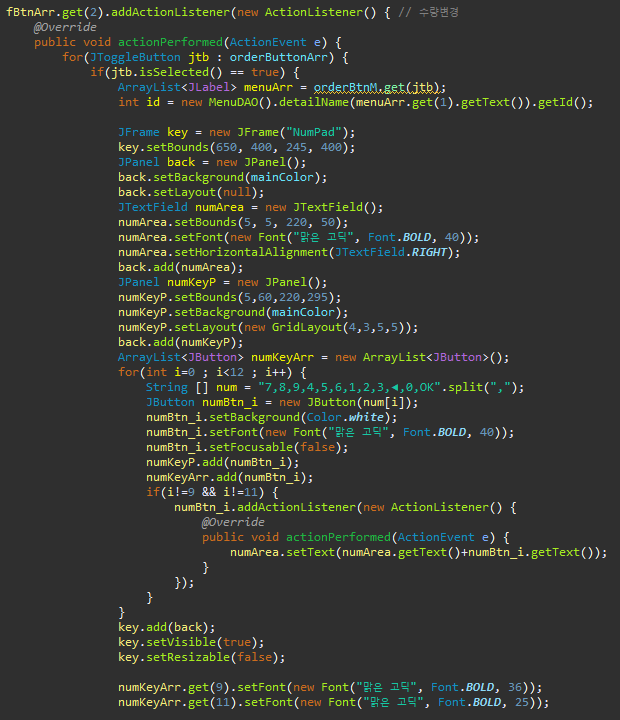 fBtnArr.get(2).addActionListener(new ActionListener() { // 수량변경
    @Override
    public void actionPerformed(ActionEvent e) {
        for(JToggleButton jtb : orderButtonArr) {
            if(jtb.isSelected() == true) {
                ArrayList<JLabel> menuArr = orderBtnM.get(jtb);
                int id = new MenuDAO().detailName(menuArr.get(1).getText()).getId();

                JFrame key = new JFrame("NumPad");
                key.setBounds(650, 400, 245, 400);
                JPanel back = new JPanel();
                back.setBackground(mainColor);
                back.setLayout(null);
                JTextField numArea = new JTextField();
                numArea.setBounds(5, 5, 220, 50);
                numArea.setFont(new Font("맑은 고딕", Font.BOLD, 40));
                numArea.setHorizontalAlignment(JTextField.RIGHT);
                back.add(numArea);
                JPanel numKeyP = new JPanel();
                numKeyP.setBounds(5,60,220,295);
                numKeyP.setBackground(mainColor);
                numKeyP.setLayout(new GridLayout(4,3,5,5));
                back.add(numKeyP);
                ArrayList<JButton> numKeyArr = new ArrayList<JButton>();
                for(int i=0 ; i<12 ; i++) {
                    String [] num = "7,8,9,4,5,6,1,2,3,◀,0,OK".split(",");
                    JButton numBtn_i = new JButton(num[i]);
                    numBtn_i.setBackground(Color.white);
                    numBtn_i.setFont(new Font("맑은 고딕", Font.BOLD, 40));
                    numBtn_i.setFocusable(false);
                    numKeyP.add(numBtn_i);
                    numKeyArr.add(numBtn_i);
                    if(i!=9 && i!=11) {
                        numBtn_i.addActionListener(new ActionListener() {
                            @Override
                            public void actionPerformed(ActionEvent e) {
                                numArea.setText(numArea.getText()+numBtn_i.getText());
                            }
                        });
                    }
                }
                key.add(back);
                key.setVisible(true);
                key.setResizable(false);

                numKeyArr.get(9).setFont(new Font("맑은 고딕", Font.BOLD, 36));
                numKeyArr.get(11).setFont(new Font("맑은 고딕", Font.BOLD, 25));